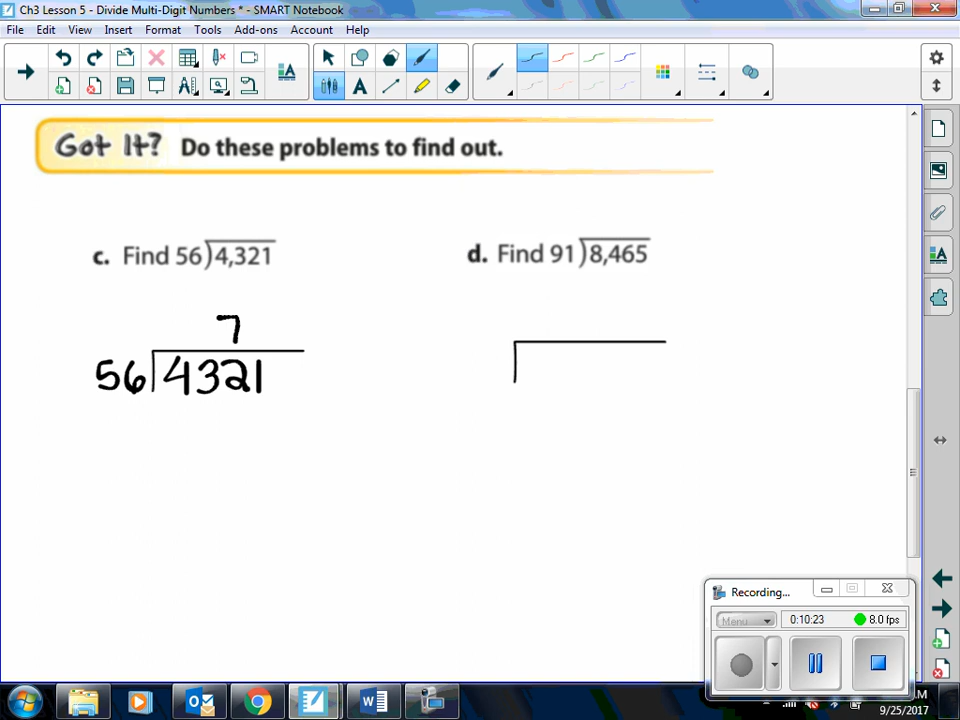 Ch3 Lesson 5 - Divide Multi-Digit Numbers * - SMART Notebook
File Edit View Insert Format Tools Add-ons Account Help
Got It? Do these problems to find out.
c. Find 56)4,321
d. Find 91)8,465
7
56)4321
Recording...
Menu
0:10:23
8.0 fps
9/25/2017